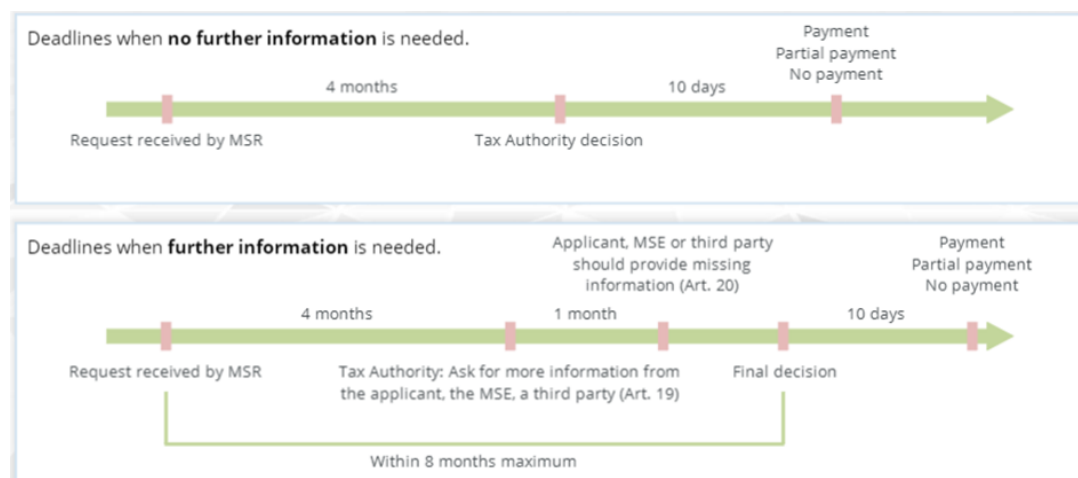 Deadlines when no further information is needed.
Payment
Partial payment
No payment
4 months
10 days
Request received by MSR
Tax Authority decision
Deadlines when further information is needed.
Applicant, MSE or third party
should provide missing
information (Art. 20)
Payment
Partial payment
No payment
4 months
1 month
10 days
Request received by MSR
Tax Authority: Ask for more information from
the applicant, the MSE, a third party (Art. 19)
Final decision
Within 8 months maximum